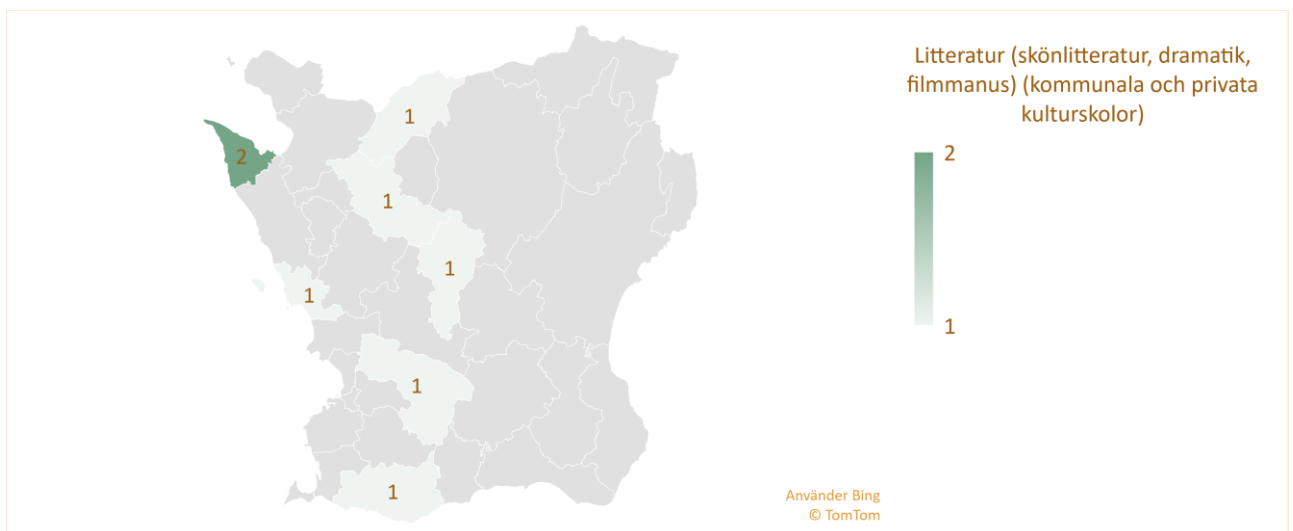 Litteratur (skönlitteratur, dramatik,
filmmanus) (kommunala och privata
kulturskolor)
2
1
1
2
1
1
1
1
1
Använder Bing
© TomTom